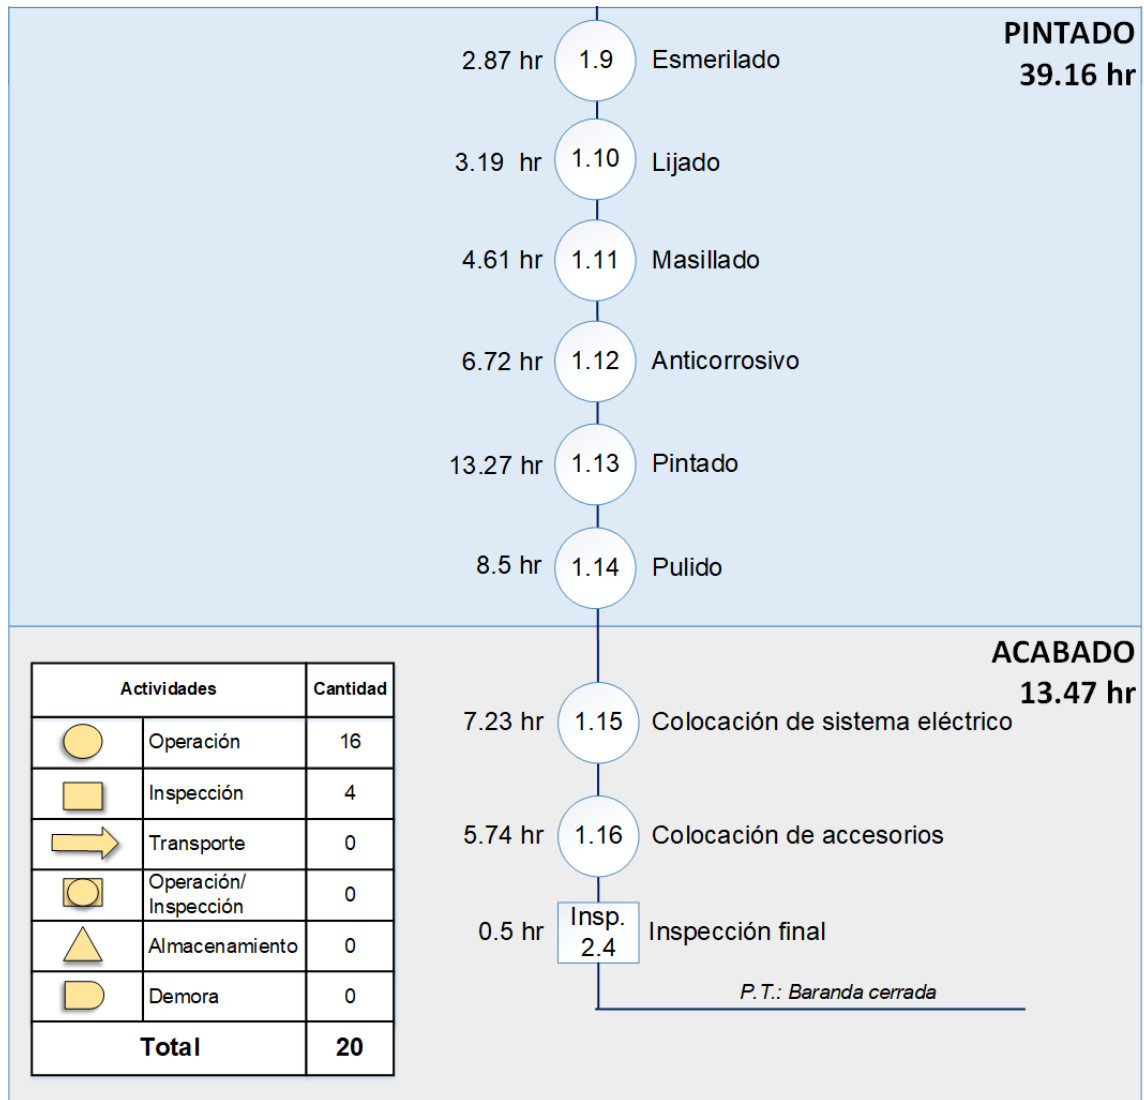 PINTADO
39.16 hr
2.87 hr 1.9 Esmerilado
3.19 hr 1.10 Lijado
4.61 hr 1.11 Masillado
6.72 hr 1.12 Anticorrosivo
13.27 hr 1.13 Pintado
8.5 hr 1.14 Pulido
ACABADO
13.47 hr
7.23 hr 1.15 Colocación de sistema eléctrico
5.74 hr 1.16 Colocación de accesorios
0.5 hr Insp. 2.4 Inspección final
P.T.: Baranda cerrada
Actividades Cantidad
Operación 16
Inspección 4
Transporte 0
Operación/
Inspección 0
Almacenamiento 0
Demora 0
Total 20